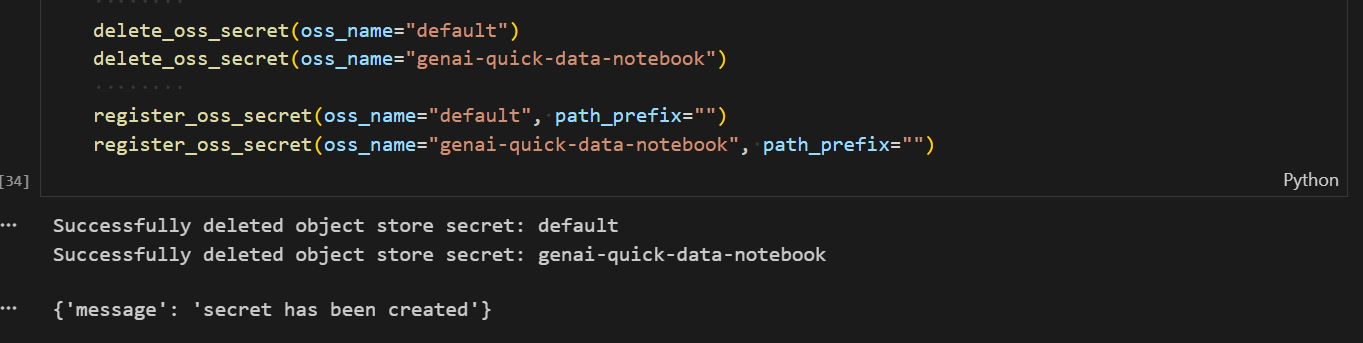 delete_oss_secret(oss_name="default")
delete_oss_secret(oss_name="genai-quick-data-notebook")
register_oss_secret(oss_name="default", path_prefix="")
register_oss_secret(oss_name="genai-quick-data-notebook", path_prefix="")
[34]
Python
Successfully deleted object store secret: default
Successfully deleted object store secret: genai-quick-data-notebook
{'message': 'secret has been created'}